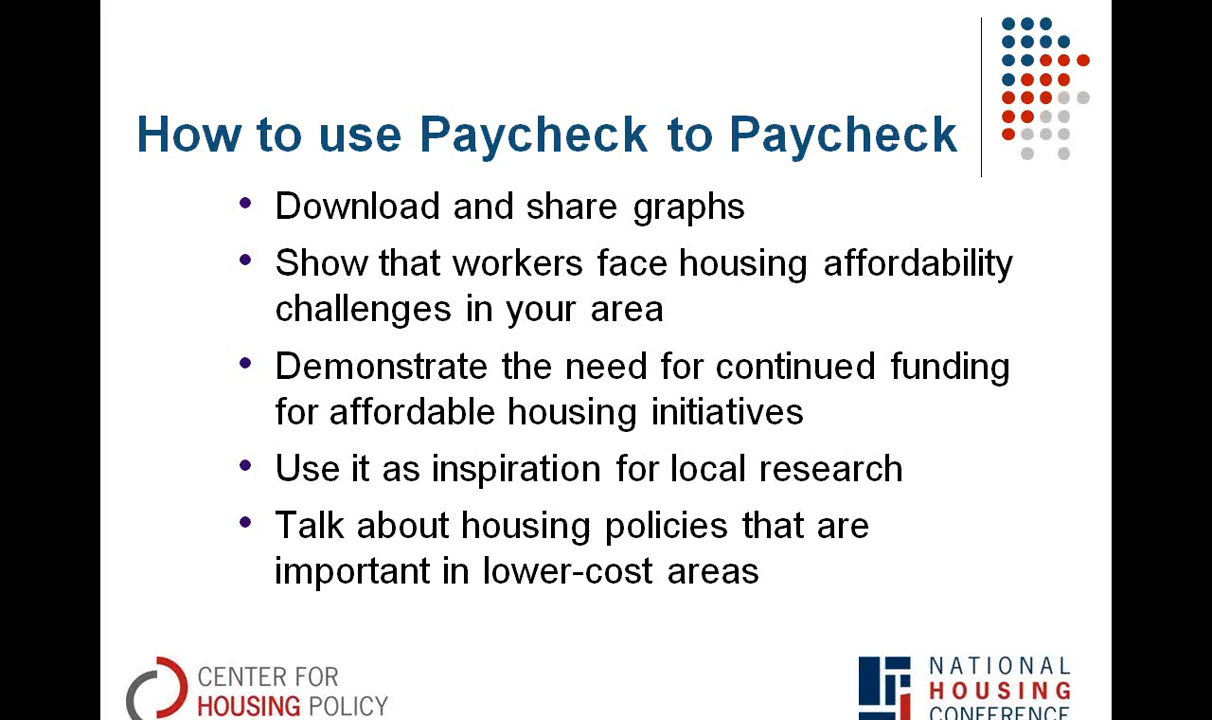 How to use Paycheck to Paycheck
• Download and share graphs
• Show that workers face housing affordability
challenges in your area
• Demonstrate the need for continued funding
for affordable housing initiatives
• Use it as inspiration for local research
• Talk about housing policies that are
important in lower-cost areas
CENTER FOR
HOUSING POLICY
NATIONAL
HOUSING
CONFERENCE